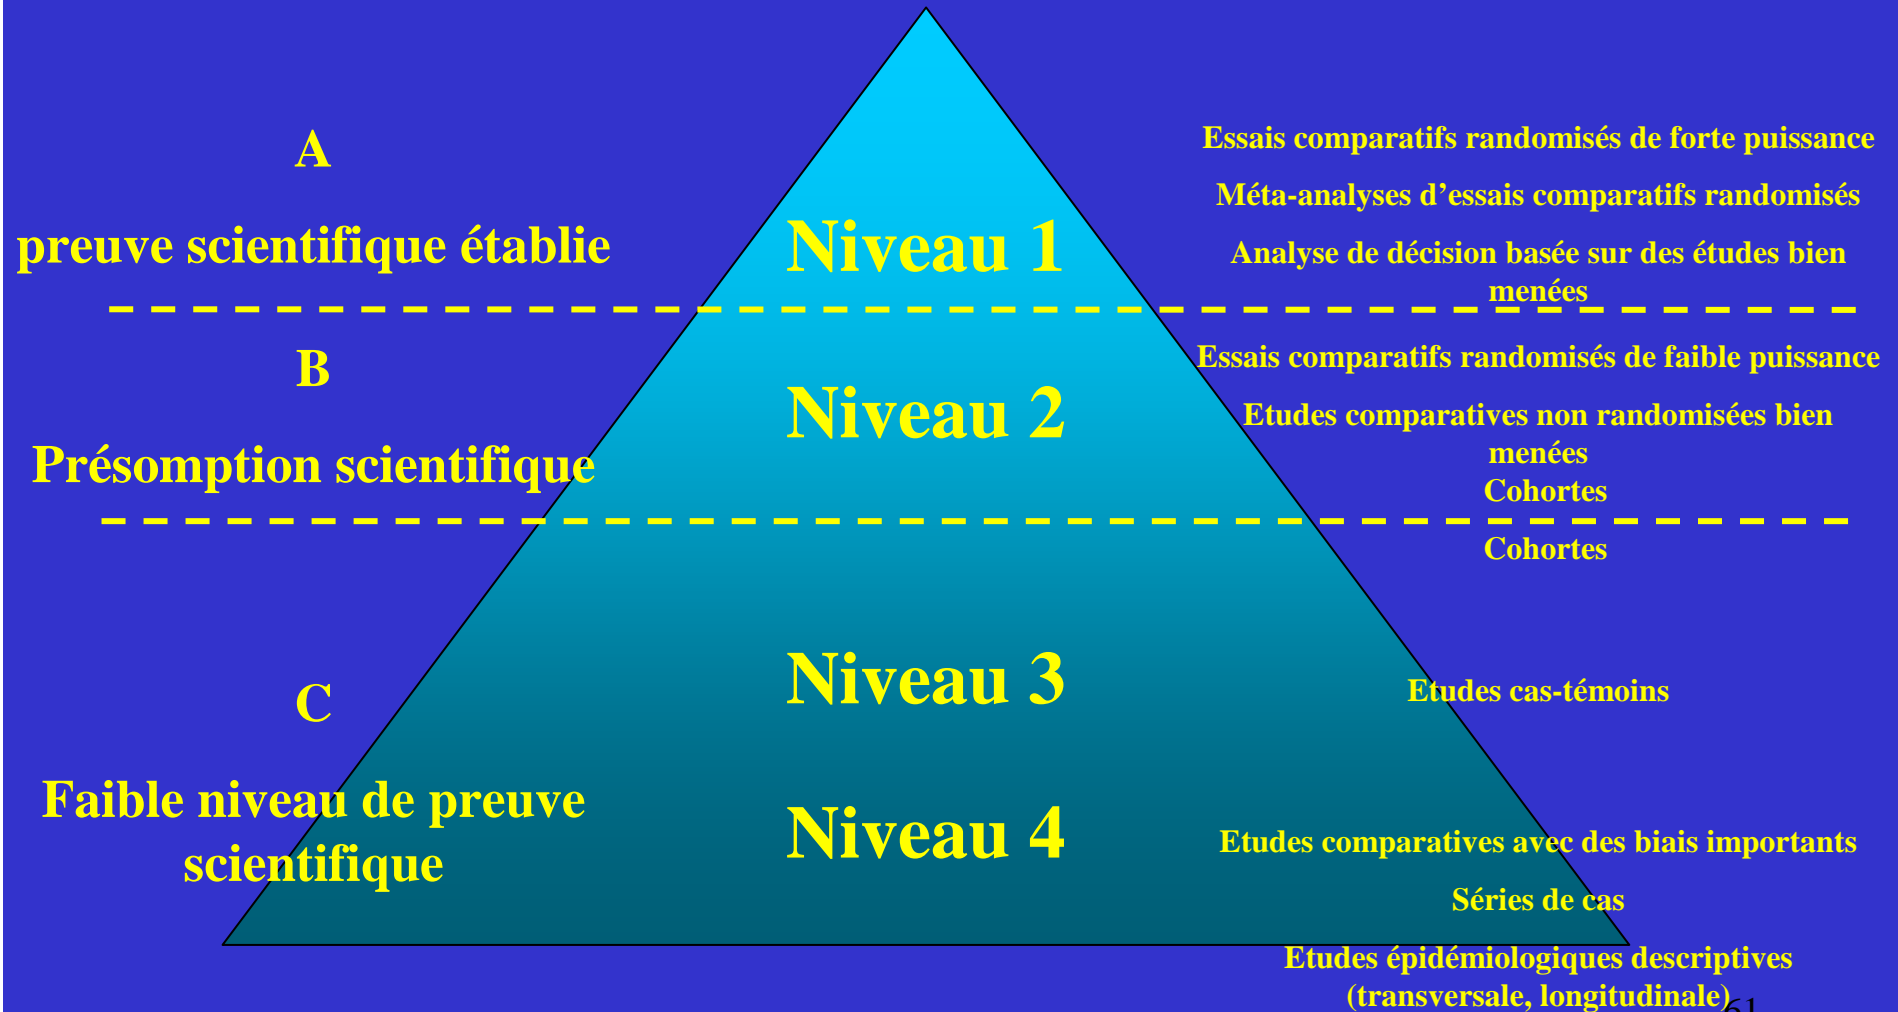 A
preuve scientifique établie
Niveau 1
Essais comparatifs randomisés de forte puissance
Méta-analyses d’essais comparatifs randomisés
Analyse de décision basée sur des études bien
menées
B
Présomption scientifique
Niveau 2
Essais comparatifs randomisés de faible puissance
Etudes comparatives non randomisées bien
menées
Cohortes
Cohortes
C
Faible niveau de preuve
scientifique
Niveau 3
Etudes cas-témoins
Niveau 4
Etudes comparatives avec des biais importants
Séries de cas
Etudes épidémiologiques descriptives
(transversale, longitudinale)
61